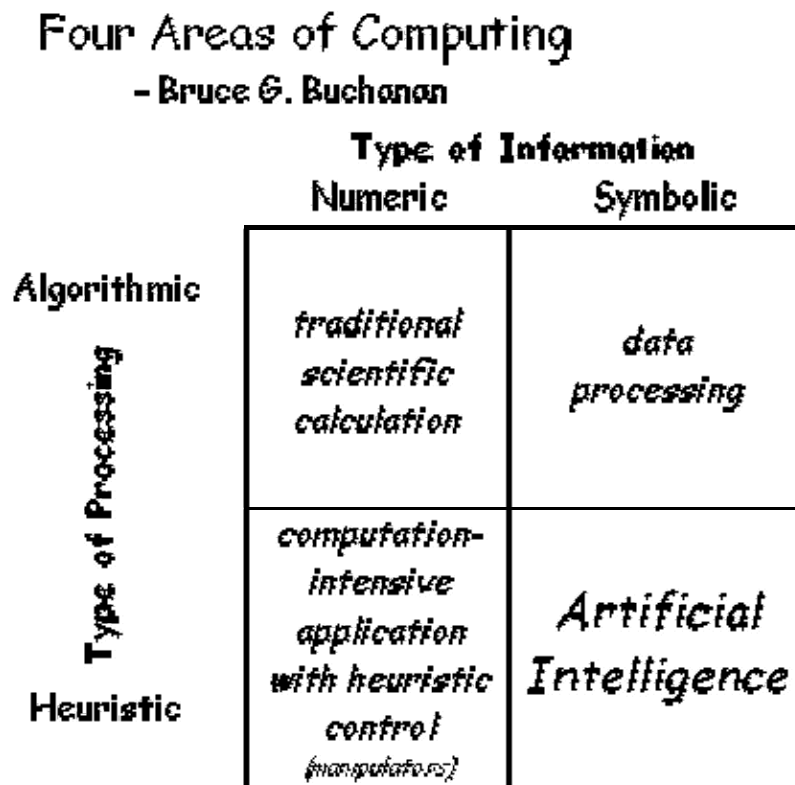 Four Areas of Computing
- Bruce G. Buchanan
Type of Information
Numeric Symbolic
Algorithmic
traditional
scientific
calculation
data
processing
Type of Processing
Heuristic
computation-
intensive
application
with heuristic
control
(manipulators)
Artificial
Intelligence